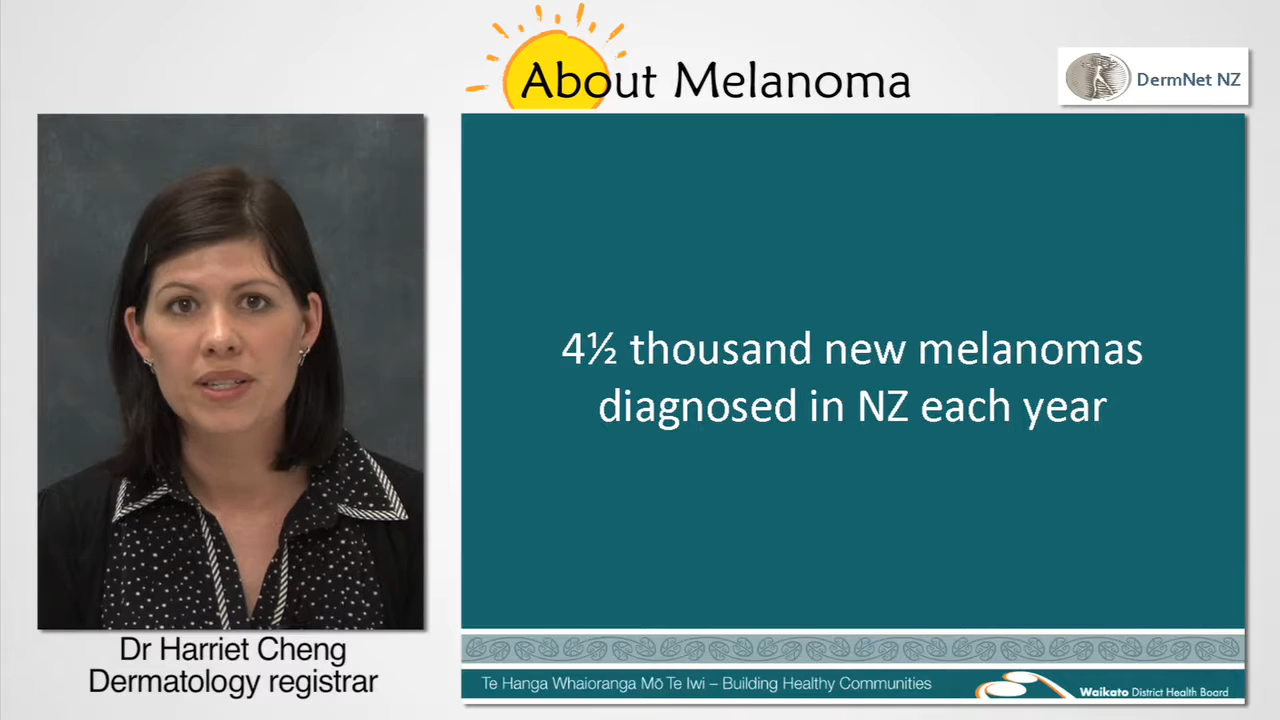 About Melanoma
DermNet NZ
4½ thousand new melanomas
diagnosed in NZ each year
Dr Harriet Cheng
Dermatology registrar
Te Hanga Whaioranga Mō Te Iwi – Building Healthy Communities
Waikato District Health Board